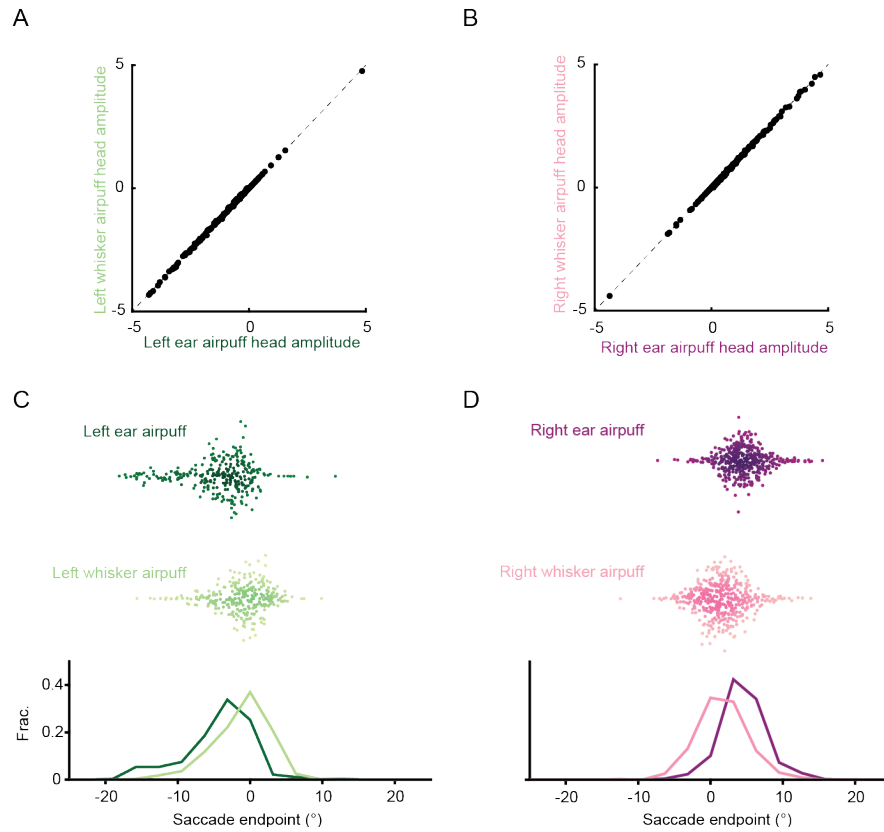 A
B
5
0
-5
-5
0
5
Left whisker airpuff head amplitude
Left ear airpuff head amplitude
5
0
-5
-5
0
5
Right whisker airpuff head amplitude
Right ear airpuff head amplitude
C
D
Left ear airpuff
Right ear airpuff
Left whisker airpuff
Right whisker airpuff
0.4
0.2
0
Frac.
-20
-10
0
10
20
Saccade endpoint (°)
-20
-10
0
10
20
Saccade endpoint (°)